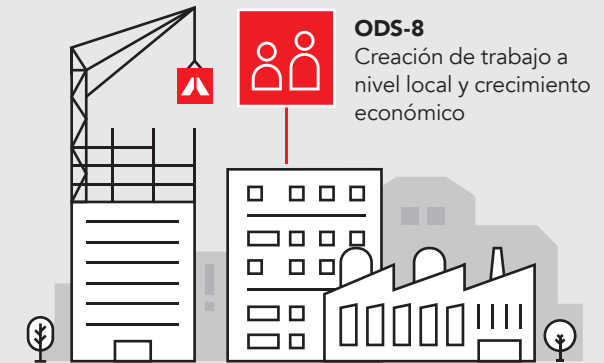 ODS-8
Creación de trabajo a
nivel local y crecimiento
económico